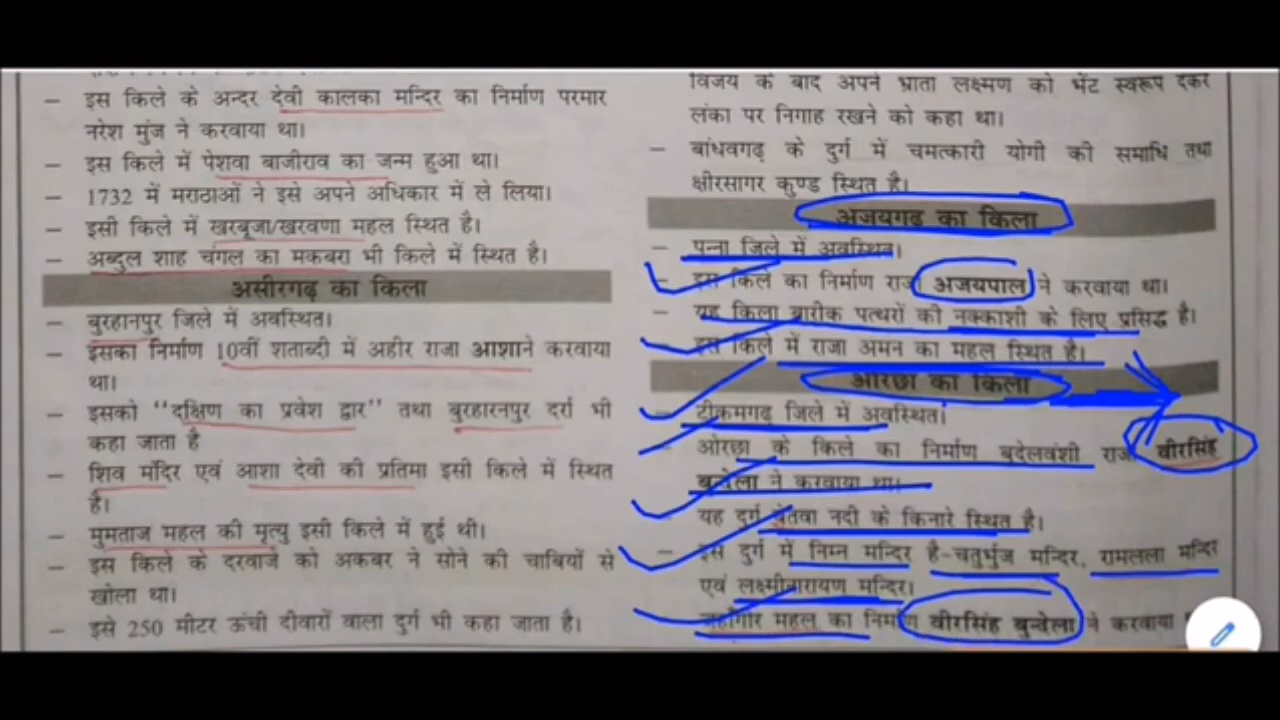 – इस किले के अन्दर देवी कालका मन्दिर का निर्माण परमार
नरेश मुंज ने करवाया था।
– इस किले में पेशवा बाजीराव का जन्म हुआ था।
– 1732 में मराठाओं ने इसे अपने अधिकार में ले लिया।
– इसी किले में खरबूजा/खरवणा महल स्थित है।
– अब्दुल शाह चंगल का मकबरा भी किले में स्थित है।
असीरगढ़ का किला
– बुरहानपुर जिले में अवस्थित।
– इसका निर्माण 10वीं शताब्दी में अहीर राजा आशाने करवाया
था।
– इसको "दक्षिण का प्रवेश द्वार" तथा बुरहारनपुर दर्रा भी
कहा जाता है
– शिव मंदिर एवं आशा देवी की प्रतिमा इसी किले में स्थित
है।
– मुमताज महल की मृत्यु इसी किले में हुई थी।
– इस किले के दरवाजे को अकबर ने सोने की चाबियों से
खोला था।
– इसे 250 मीटर ऊंची दीवारों वाला दुर्ग भी कहा जाता है।
विजय के बाद अपने भ्राता लक्ष्मण को भेंट स्वरूप देकर
लंका पर निगाह रखने को कहा था।
– बांधवगढ़ के दुर्ग में चमत्कारी योगी की समाधि तथा
क्षीरसागर कुण्ड स्थित है।
अजयगढ़ का किला
– पन्ना जिले में अवस्थित।
– इस किले का निर्माण राजा अजयपाल ने करवाया था।
– यह किला बारीक पत्थरों की नक्काशी के लिए प्रसिद्ध है।
– इस किले में राजा अमन का महल स्थित है।
ओरछा का किला
– टीकमगढ़ जिले में अवस्थित।
– ओरछा के किले का निर्माण बुदेलवंशी राजा वीरसिंह
बुन्देला ने करवाया था।
– यह दुर्ग बेतवा नदी के किनारे स्थित है।
– इस दुर्ग में निम्न मन्दिर है-चतुर्भुज मन्दिर, रामलला मन्दिर
एवं लक्ष्मीनारायण मन्दिर।
– जहाँगीर महल का निर्माण वीरसिंह बुन्देला ने करवाया